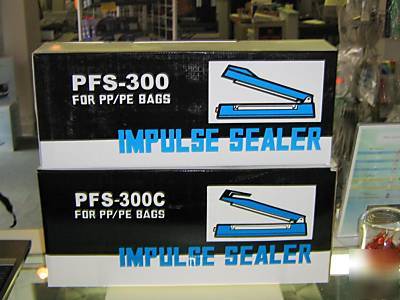 PFS-300
FOR PP/PE BAGS
IMPULSE SEALER
PFS-300C
FOR PP/PE BAGS
IMPULSE SEALER